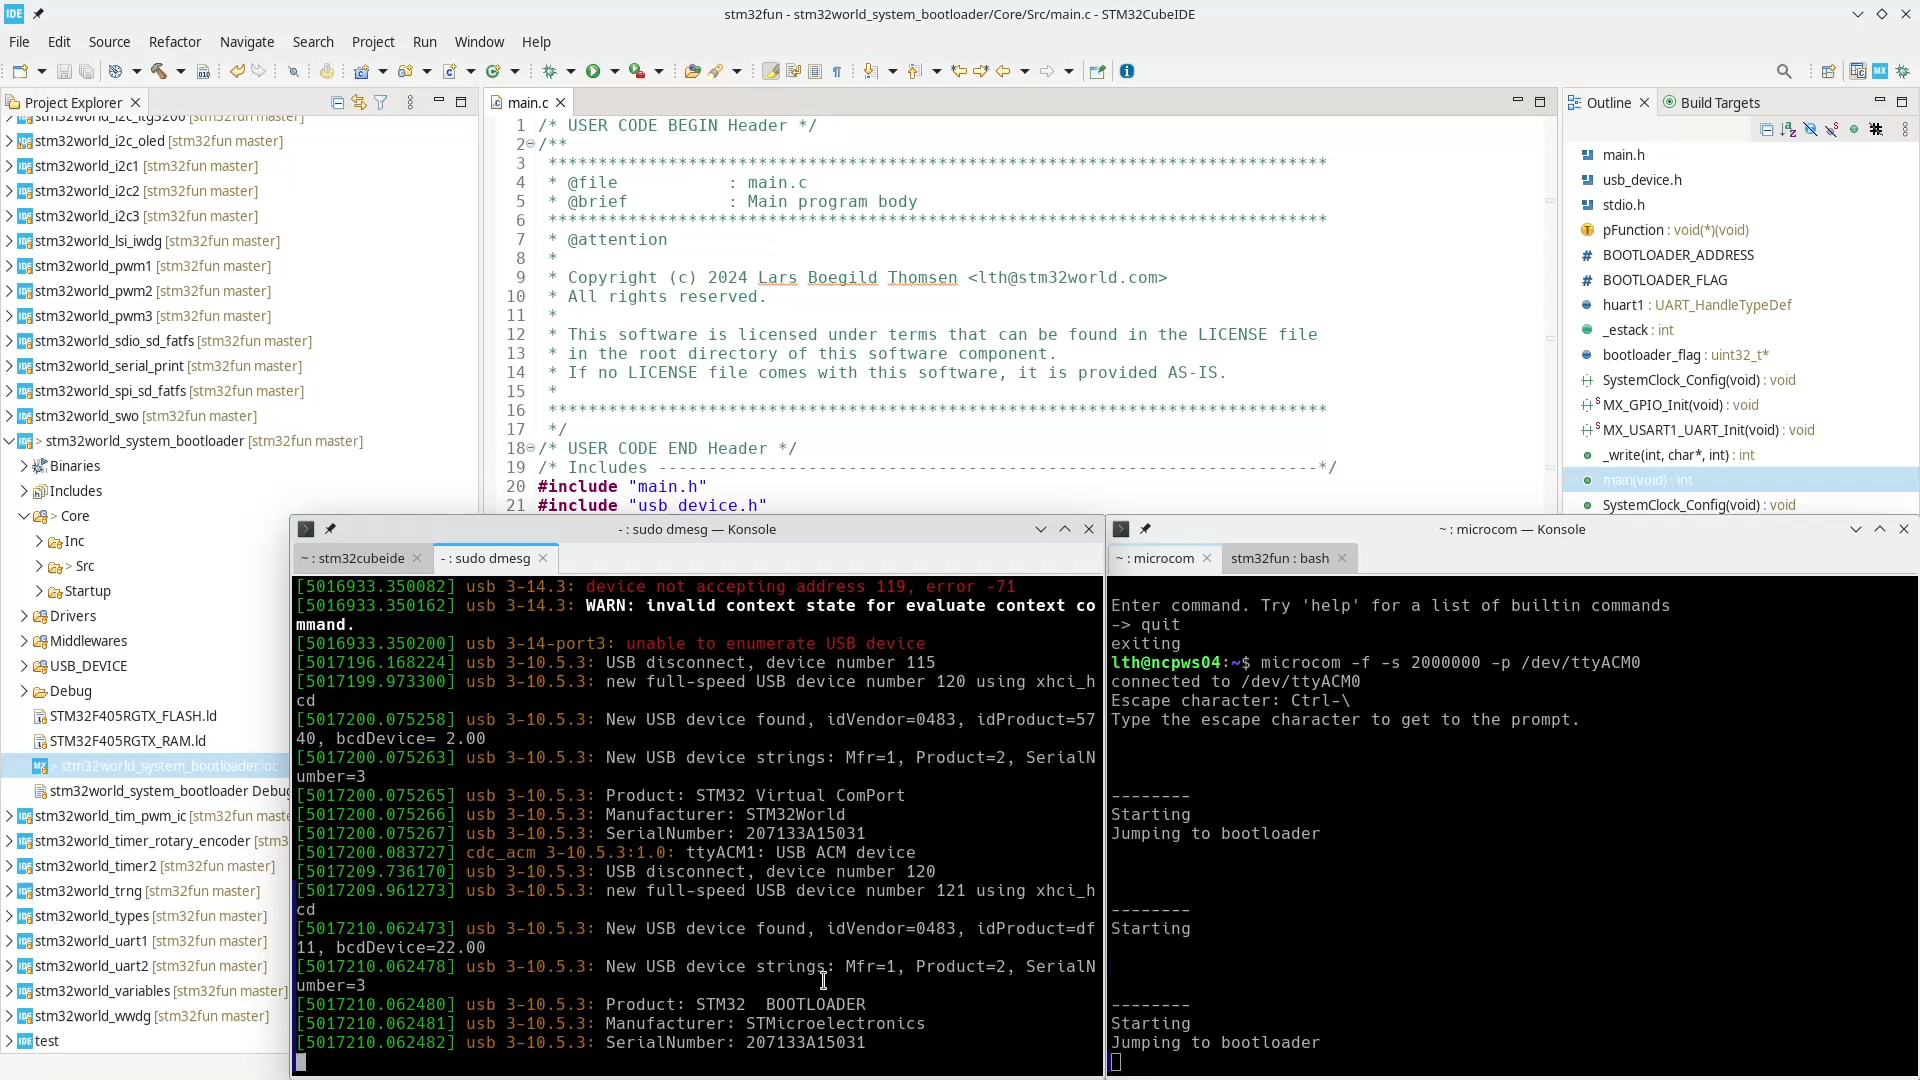 stm32fun - stm32world_system_bootloader/Core/Src/main.c - STM32CubeIDE
File Edit Source Refactor Navigate Search Project Run Window Help
Project Explorer
stm32world_i2c_itg3200 [stm32fun master]
stm32world_i2c_oled [stm32fun master]
stm32world_i2c1 [stm32fun master]
stm32world_i2c2 [stm32fun master]
stm32world_i2c3 [stm32fun master]
stm32world_lsi_iwdg [stm32fun master]
stm32world_pwm1 [stm32fun master]
stm32world_pwm2 [stm32fun master]
stm32world_pwm3 [stm32fun master]
stm32world_sdio_sd_fatfs [stm32fun master]
stm32world_serial_print [stm32fun master]
stm32world_spi_sd_fatfs [stm32fun master]
stm32world_swo [stm32fun master]
> stm32world_system_bootloader [stm32fun master]
Binaries
Includes
> Core
Inc
> Src
Startup
Drivers
Middlewares
USB_DEVICE
Debug
STM32F405RGTX_FLASH.ld
STM32F405RGTX_RAM.ld
> stm32world_system_bootloader.ioc
stm32world_system_bootloader Debug
stm32world_tim_pwm_ic [stm32fun maste
stm32world_timer_rotary_encoder [stm3
stm32world_timer2 [stm32fun master]
stm32world_trng [stm32fun master]
stm32world_types [stm32fun master]
stm32world_uart1 [stm32fun master]
stm32world_uart2 [stm32fun master]
stm32world_variables [stm32fun master]
stm32world_wwdg [stm32fun master]
test
main.c
1 /* USER CODE BEGIN Header */
2 /**
3 ******************************************************************************
4 * @file : main.c
5 * @brief : Main program body
6 ******************************************************************************
7 * @attention
8 *
9 * Copyright (c) 2024 Lars Boegild Thomsen <lth@stm32world.com>
10 * All rights reserved.
11 *
12 * This software is licensed under terms that can be found in the LICENSE file
13 * in the root directory of this software component.
14 * If no LICENSE file comes with this software, it is provided AS-IS.
15 *
16 ******************************************************************************
17 */
18 /* USER CODE END Header */
19 /* Includes ------------------------------------------------------------------*/
20 #include "main.h"
21 #include "usb_device.h"
Outline Build Targets
main.h
usb_device.h
stdio.h
pFunction : void(*)(void)
# BOOTLOADER_ADDRESS
# BOOTLOADER_FLAG
huart1 : UART_HandleTypeDef
_estack : int
bootloader_flag : uint32_t*
SystemClock_Config(void) : void
MX_GPIO_Init(void) : void
MX_USART1_UART_Init(void) : void
_write(int, char*, int) : int
main(void) : int
SystemClock_Config(void) : void
- : sudo dmesg — Konsole
~ : stm32cubeide - : sudo dmesg
[5016933.350082] usb 3-14.3: device not accepting address 119, error -71
[5016933.350162] usb 3-14.3: WARN: invalid context state for evaluate context co
mmand.
[5016933.350200] usb 3-14-port3: unable to enumerate USB device
[5017196.168224] usb 3-10.5.3: USB disconnect, device number 115
[5017199.973300] usb 3-10.5.3: new full-speed USB device number 120 using xhci_h
cd
[5017200.075258] usb 3-10.5.3: New USB device found, idVendor=0483, idProduct=57
40, bcdDevice= 2.00
[5017200.075263] usb 3-10.5.3: New USB device strings: Mfr=1, Product=2, SerialN
umber=3
[5017200.075265] usb 3-10.5.3: Product: STM32 Virtual ComPort
[5017200.075266] usb 3-10.5.3: Manufacturer: STM32World
[5017200.075267] usb 3-10.5.3: SerialNumber: 207133A15031
[5017200.083727] cdc_acm 3-10.5.3:1.0: ttyACM1: USB ACM device
[5017209.736170] usb 3-10.5.3: USB disconnect, device number 120
[5017209.961273] usb 3-10.5.3: new full-speed USB device number 121 using xhci_h
cd
[5017210.062473] usb 3-10.5.3: New USB device found, idVendor=0483, idProduct=df
11, bcdDevice=22.00
[5017210.062478] usb 3-10.5.3: New USB device strings: Mfr=1, Product=2, SerialN
umber=3
[5017210.062480] usb 3-10.5.3: Product: STM32  BOOTLOADER
[5017210.062481] usb 3-10.5.3: Manufacturer: STMicroelectronics
[5017210.062482] usb 3-10.5.3: SerialNumber: 207133A15031
~ : microcom — Konsole
~ : microcom stm32fun : bash
Enter command. Try 'help' for a list of builtin commands
-> quit
exiting
lth@ncpws04:~$ microcom -f -s 2000000 -p /dev/ttyACM0
connected to /dev/ttyACM0
Escape character: Ctrl-\
Type the escape character to get to the prompt.
--------
Starting
Jumping to bootloader
--------
Starting
--------
Starting
Jumping to bootloader